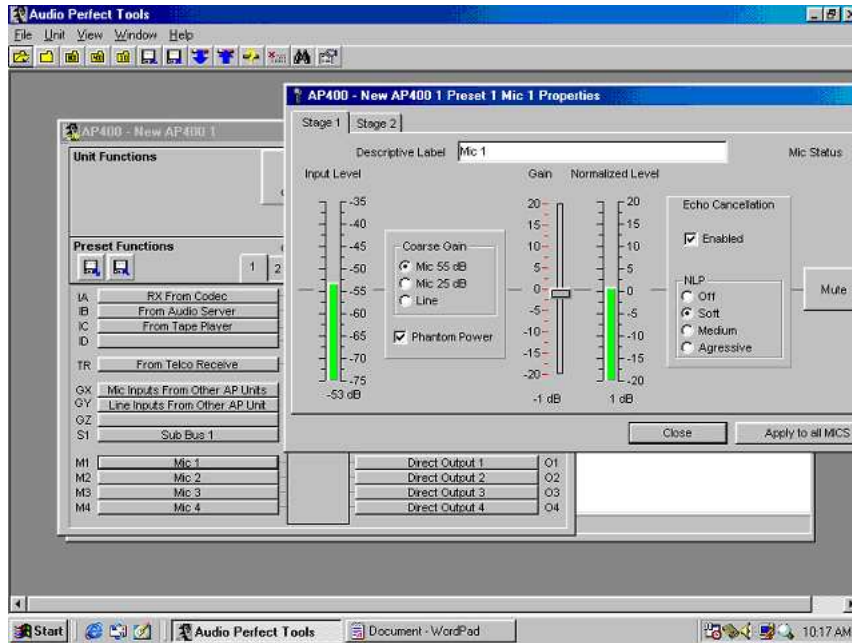 Audio Perfect Tools
File Unit View Window Help
AP400 - New AP400 1 Preset 1 Mic 1 Properties
Stage 1 Stage 2
Descriptive Label Mic 1 Mic Status
Input Level Gain Normalized Level
-35
-40
-45
-50
-55
-60
-65
-70
-75
-53 dB
Coarse Gain
Mic 55 dB
Mic 25 dB
Line
Phantom Power
20
15
10
5
0
-5
-10
-15
-20
-1 dB
20
15
10
5
0
-5
-10
-15
-20
1 dB
Echo Cancellation
Enabled
NLP
Off
Soft
Medium
Agressive
Mute
Close Apply to all MICS
AP400 - New AP400 1
Unit Functions
Preset Functions
1 2
IA RX From Codec
IB From Audio Server
IC From Tape Player
ID
TR From Telco Receive
GX Mic Inputs From Other AP Units
GY Line Inputs From Other AP Unit
GZ
S1 Sub Bus 1
M1 Mic 1 Direct Output 1 O1
M2 Mic 2 Direct Output 2 O2
M3 Mic 3 Direct Output 3 O3
M4 Mic 4 Direct Output 4 O4
Start Audio Perfect Tools Document - WordPad 10:17 AM